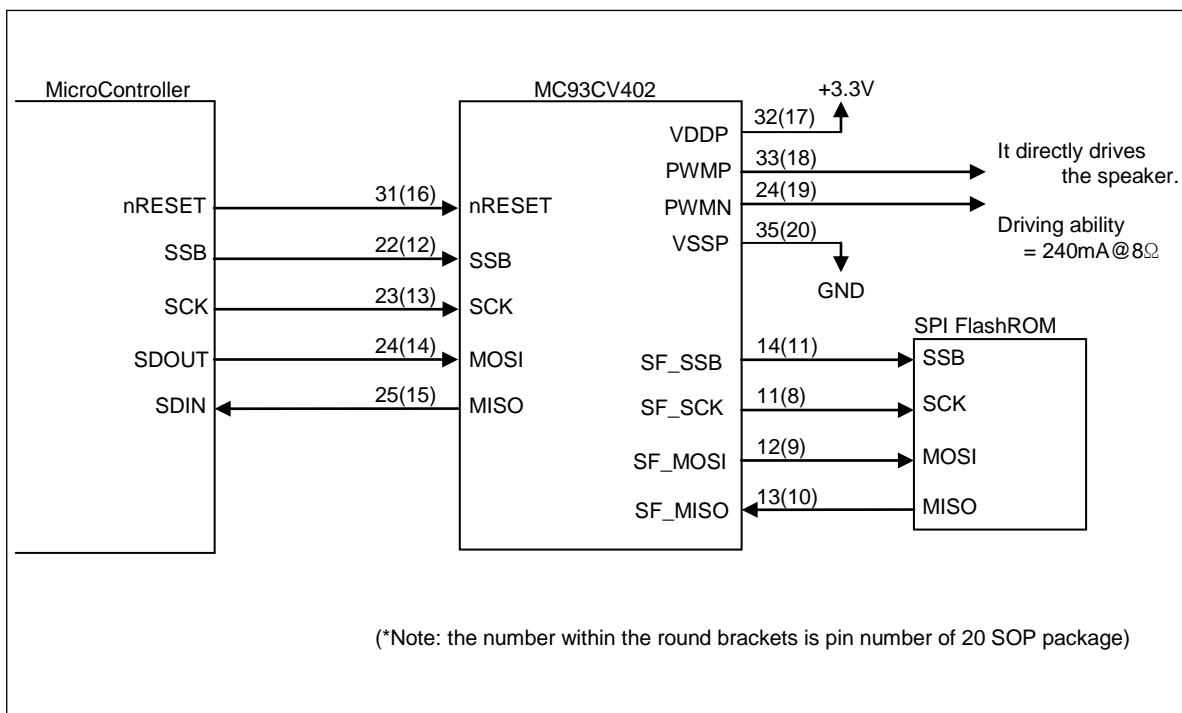 MicroController
nRESET
SSB
SCK
SDOUT
SDIN
31(16)
22(12)
23(13)
24(14)
25(15)
MC93CV402
nRESET
SSB
SCK
MOSI
MISO
VDDP
PWMP
PWMN
VSSP
SF_SSB
SF_SCK
SF_MOSI
SF_MISO
32(17)
33(18)
24(19)
35(20)
+3.3V
GND
It directly drives
the speaker.
Driving ability
= 240mA@8Ω
14(11)
11(8)
12(9)
13(10)
SPI FlashROM
SSB
SCK
MOSI
MISO
(*Note: the number within the round brackets is pin number of 20 SOP package)